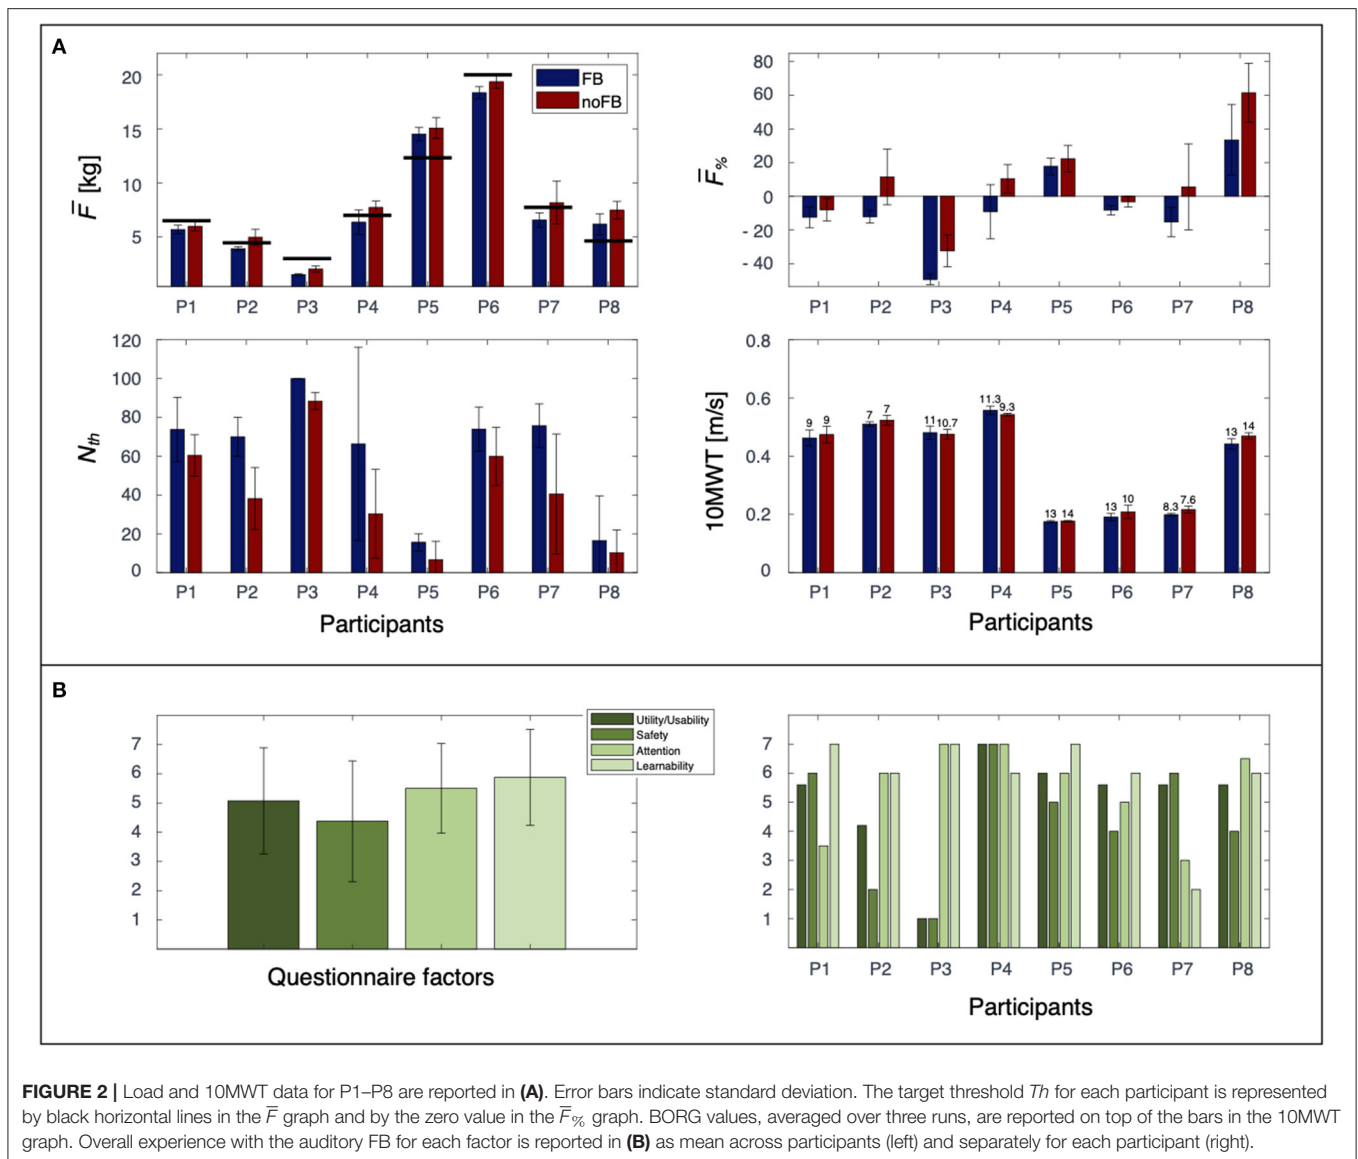 A
20
15
10
5
F̅ [kg]
FB
noFB
P1 P2 P3 P4 P5 P6 P7 P8
80
60
40
20
0
- 20
- 40
F̅%
P1 P2 P3 P4 P5 P6 P7 P8
120
100
80
60
40
20
0
Nth
P1 P2 P3 P4 P5 P6 P7 P8
Participants
0.8
0.6
0.4
0.2
0
10MWT [m/s]
9 9 7 7 11 10.7 11.3 9.3 13 14 13 10 8.3 7.6 13 14
P1 P2 P3 P4 P5 P6 P7 P8
Participants
B
7
6
5
4
3
2
1
Questionnaire factors
Utility/Usability
Safety
Attention
Learnability
7
6
5
4
3
2
1
P1 P2 P3 P4 P5 P6 P7 P8
Participants
FIGURE 2 | Load and 10MWT data for P1–P8 are reported in (A). Error bars indicate standard deviation. The target threshold Th for each participant is represented
by black horizontal lines in the F̅ graph and by the zero value in the F̅% graph. BORG values, averaged over three runs, are reported on top of the bars in the 10MWT
graph. Overall experience with the auditory FB for each factor is reported in (B) as mean across participants (left) and separately for each participant (right).